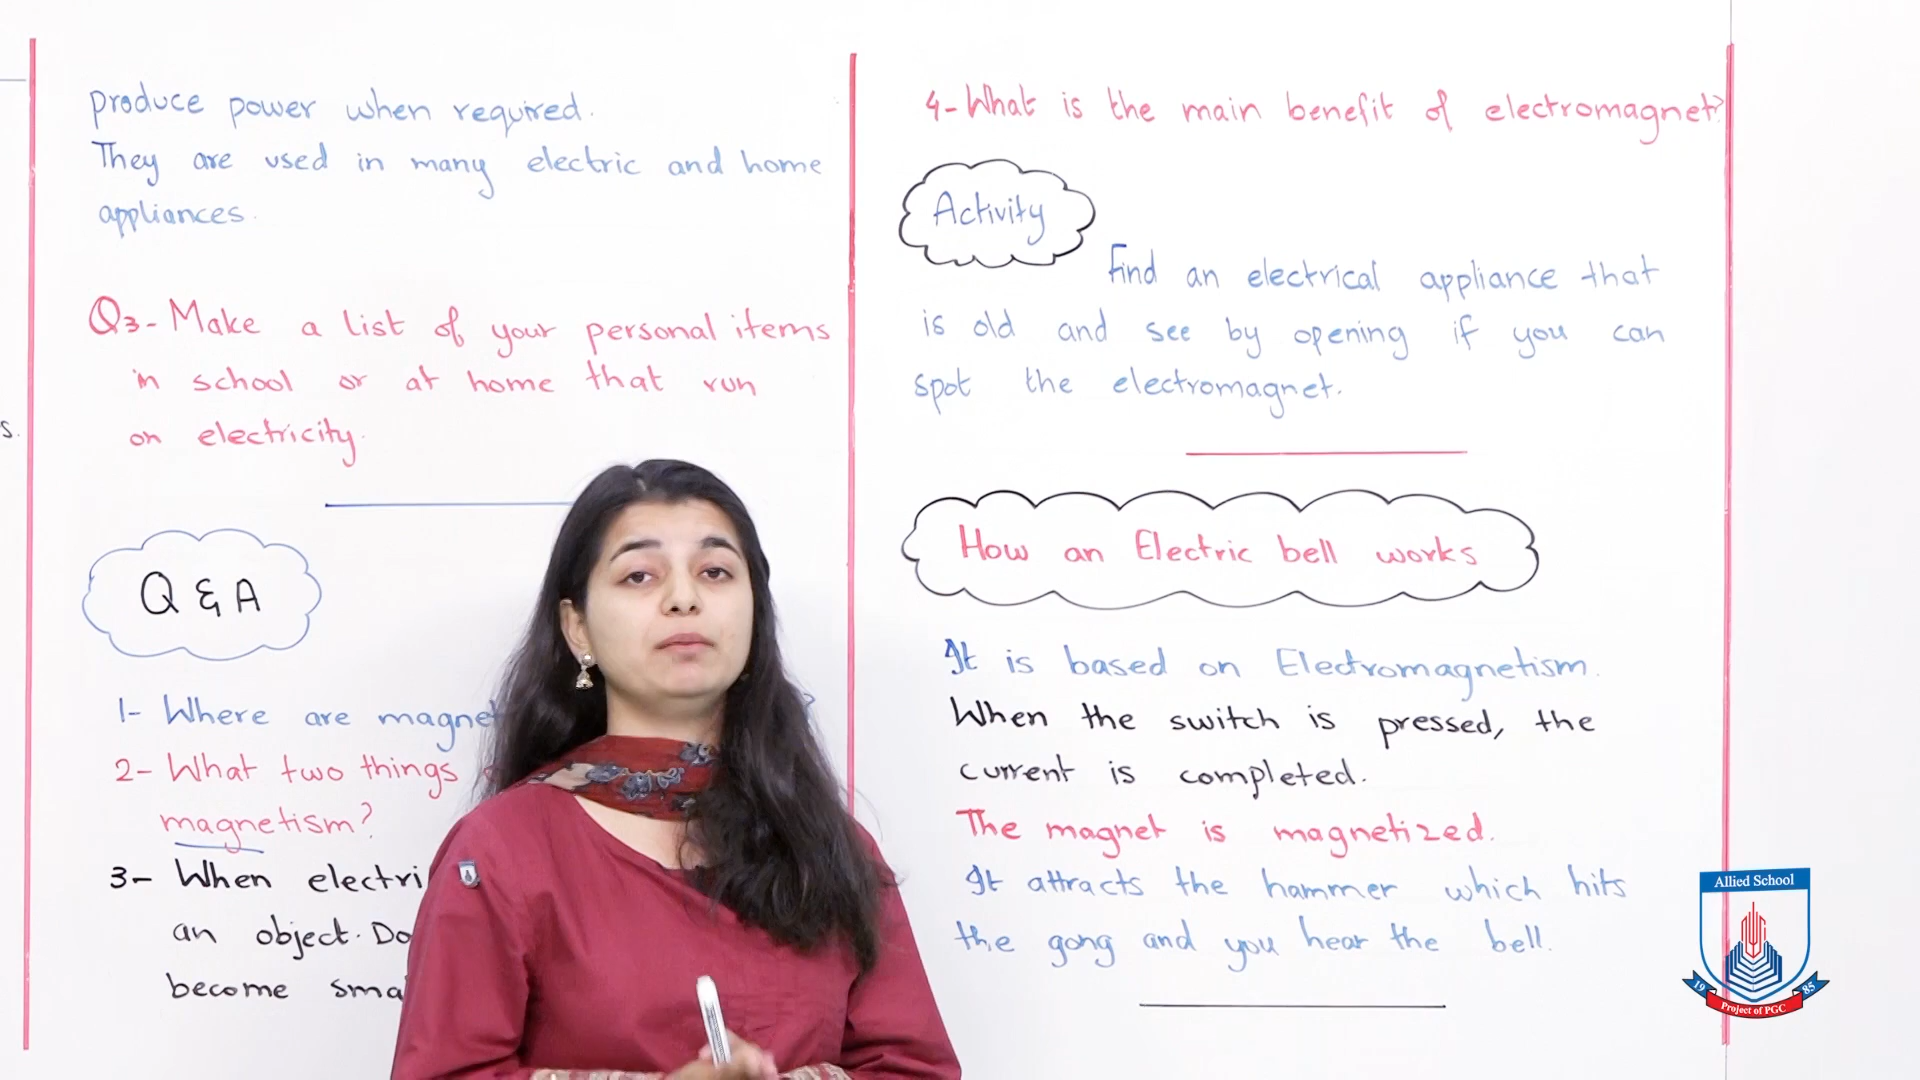 s.
produce power when required.
They are used in many electric and home
appliances.
Q3- Make a list of your personal items
in school or at home that run
on electricity.
Q & A
1- Where are magnet
?
2- What two things
magnetism?
3- When electri
an object. Do
become sma
4- What is the main benefit of electromagnet?
Activity
Find an electrical appliance that
is old and see by opening if you can
spot the electromagnet.
How an Electric bell works
It is based on Electromagnetism.
When the switch is pressed, the
current is completed.
The magnet is magnetized.
It attracts the hammer which hits
the gong and you hear the bell.
Allied School
19 85
Project of PGC